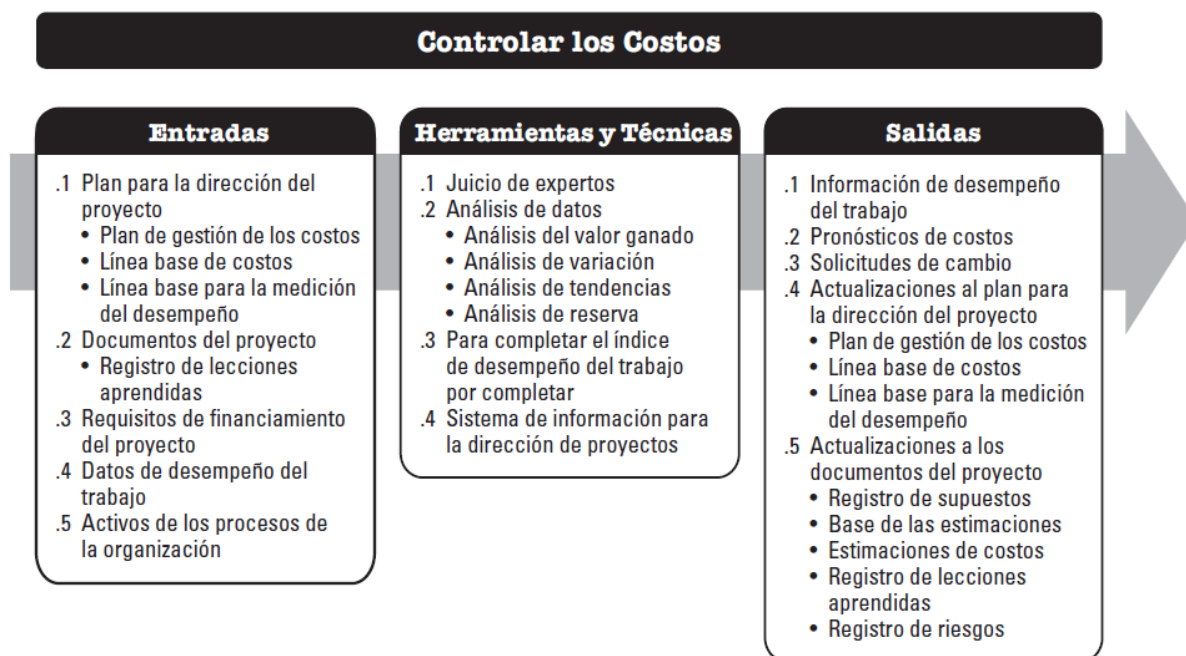 Controlar los Costos
Entradas
.1 Plan para la dirección del
proyecto
• Plan de gestión de los costos
• Línea base de costos
• Línea base para la medición
del desempeño
.2 Documentos del proyecto
• Registro de lecciones
aprendidas
.3 Requisitos de financiamiento
del proyecto
.4 Datos de desempeño del
trabajo
.5 Activos de los procesos de
la organización
Herramientas y Técnicas
.1 Juicio de expertos
.2 Análisis de datos
• Análisis del valor ganado
• Análisis de variación
• Análisis de tendencias
• Análisis de reserva
.3 Para completar el índice
de desempeño del trabajo
por completar
.4 Sistema de información para
la dirección de proyectos
Salidas
.1 Información de desempeño
del trabajo
.2 Pronósticos de costos
.3 Solicitudes de cambio
.4 Actualizaciones al plan para
la dirección del proyecto
• Plan de gestión de los costos
• Línea base de costos
• Línea base para la medición
del desempeño
.5 Actualizaciones a los
documentos del proyecto
• Registro de supuestos
• Base de las estimaciones
• Estimaciones de costos
• Registro de lecciones
aprendidas
• Registro de riesgos